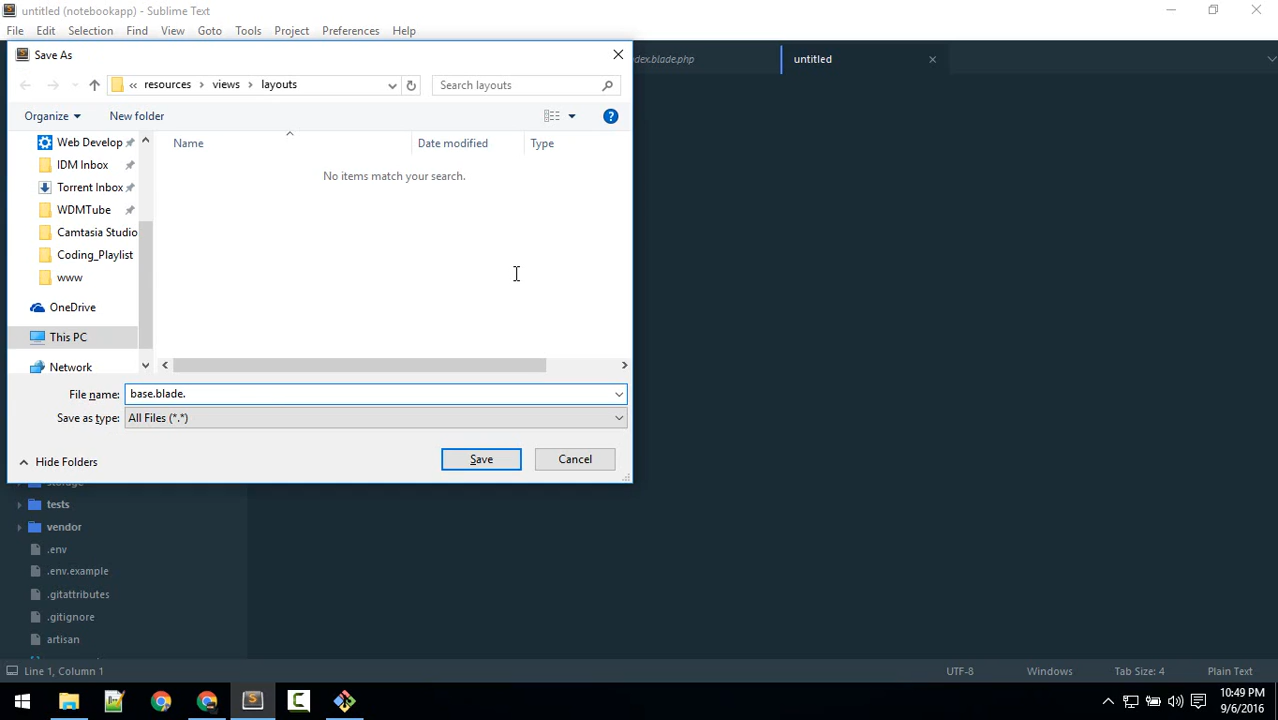 untitled (notebookapp) - Sublime Text
File Edit Selection Find View Goto Tools Project Preferences Help
Save As
dex.blade.php
untitled
« resources > views > layouts
Search layouts
Organize
New folder
Name
Date modified
Type
No items match your search.
Web Develop
IDM Inbox
Torrent Inbox
WDMTube
Camtasia Studio
Coding_Playlist
www
OneDrive
This PC
Network
File name: base.blade.
Save as type: All Files (*.*)
Hide Folders
Save
Cancel
storage
tests
vendor
.env
.env.example
.gitattributes
.gitignore
artisan
Line 1, Column 1
UTF-8
Windows
Tab Size: 4
Plain Text
10:49 PM
9/6/2016